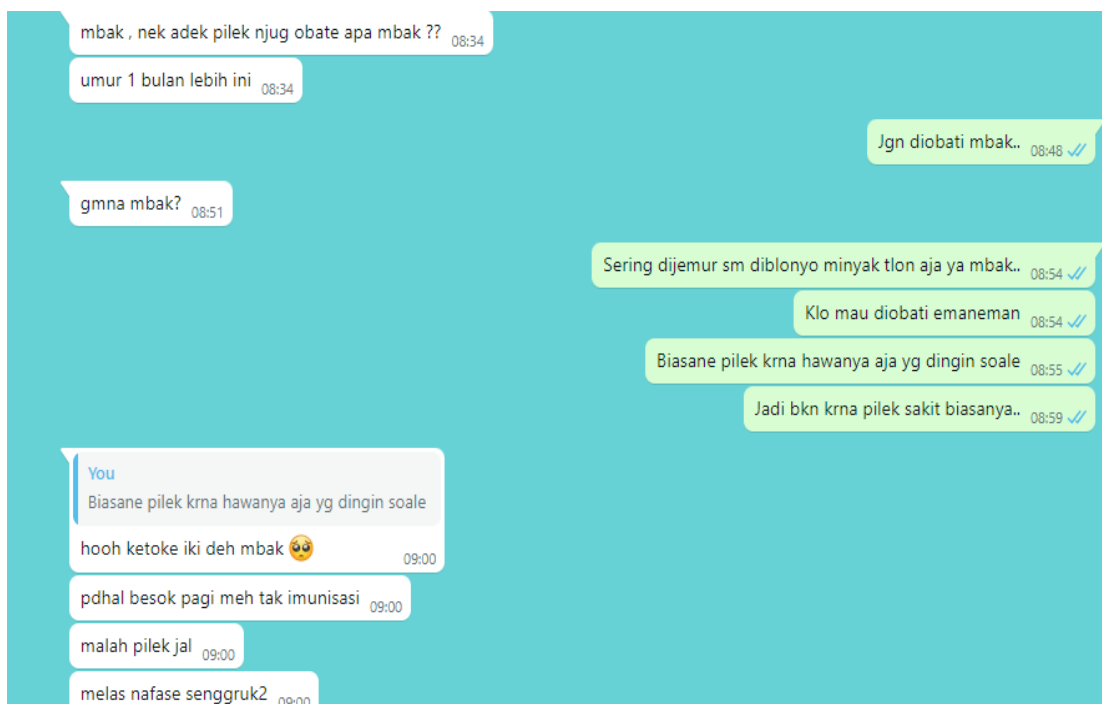 mbak , nek adek pilek njug obate apa mbak ?? 08:34
umur 1 bulan lebih ini 08:34
Jgn diobati mbak.. 08:48
gmna mbak? 08:51
Sering dijemur sm diblonyo minyak tlon aja ya mbak.. 08:54
Klo mau diobati emaneman 08:54
Biasane pilek krna hawanya aja yg dingin soale 08:55
Jadi bkn krna pilek sakit biasanya.. 08:59
You
Biasane pilek krna hawanya aja yg dingin soale
hooh ketoke iki deh mbak 🥺 09:00
pdhal besok pagi meh tak imunisasi 09:00
malah pilek jal 09:00
melas nafase senggruk2 09:00